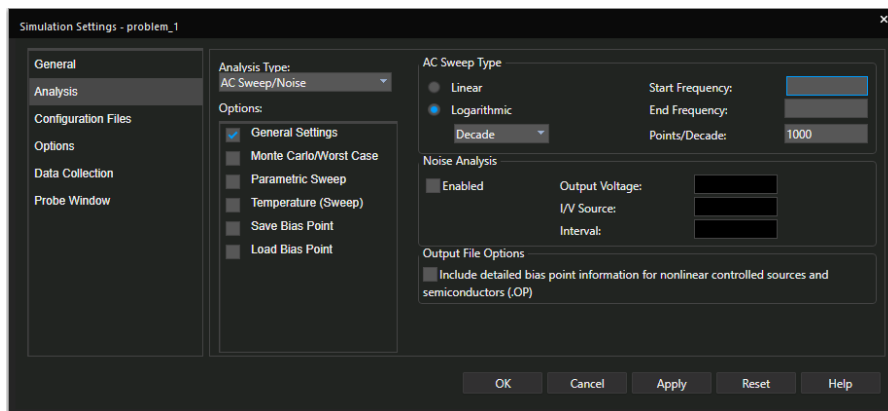 Simulation Settings - problem_1
×
General
Analysis
Configuration Files
Options
Data Collection
Probe Window
Analysis Type:
AC Sweep/Noise
Options:
General Settings
Monte Carlo/Worst Case
Parametric Sweep
Temperature (Sweep)
Save Bias Point
Load Bias Point
AC Sweep Type
Linear
Logarithmic
Decade
Start Frequency:
End Frequency:
Points/Decade: 1000
Noise Analysis
Enabled
Output Voltage:
I/V Source:
Interval:
Output File Options
Include detailed bias point information for nonlinear controlled sources and
semiconductors (.OP)
OK Cancel Apply Reset Help